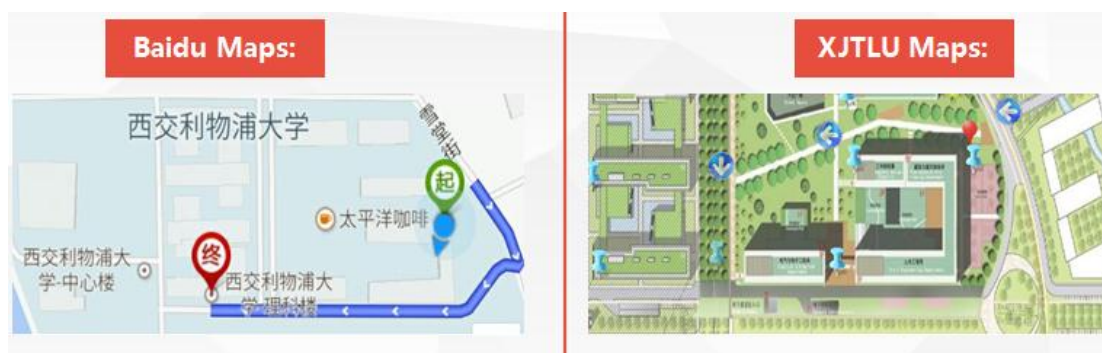 Baidu Maps:
XJTLU Maps:
西交利物浦大学
雪堂街
起
太平洋咖啡
终
西交利物浦大
学-中心楼
西交利物浦大
学-理科楼